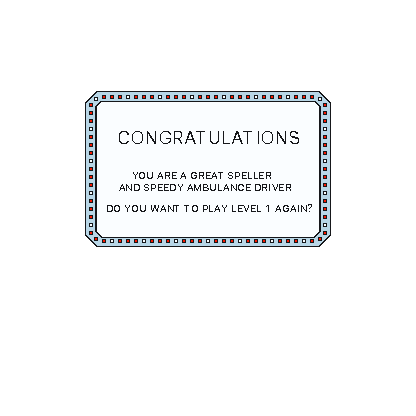 CONGRATULATIONS
YOU ARE A GREAT SPELLER
AND SPEEDY AMBULANCE DRIVER
DO YOU WANT TO PLAY LEVEL 1 AGAIN?